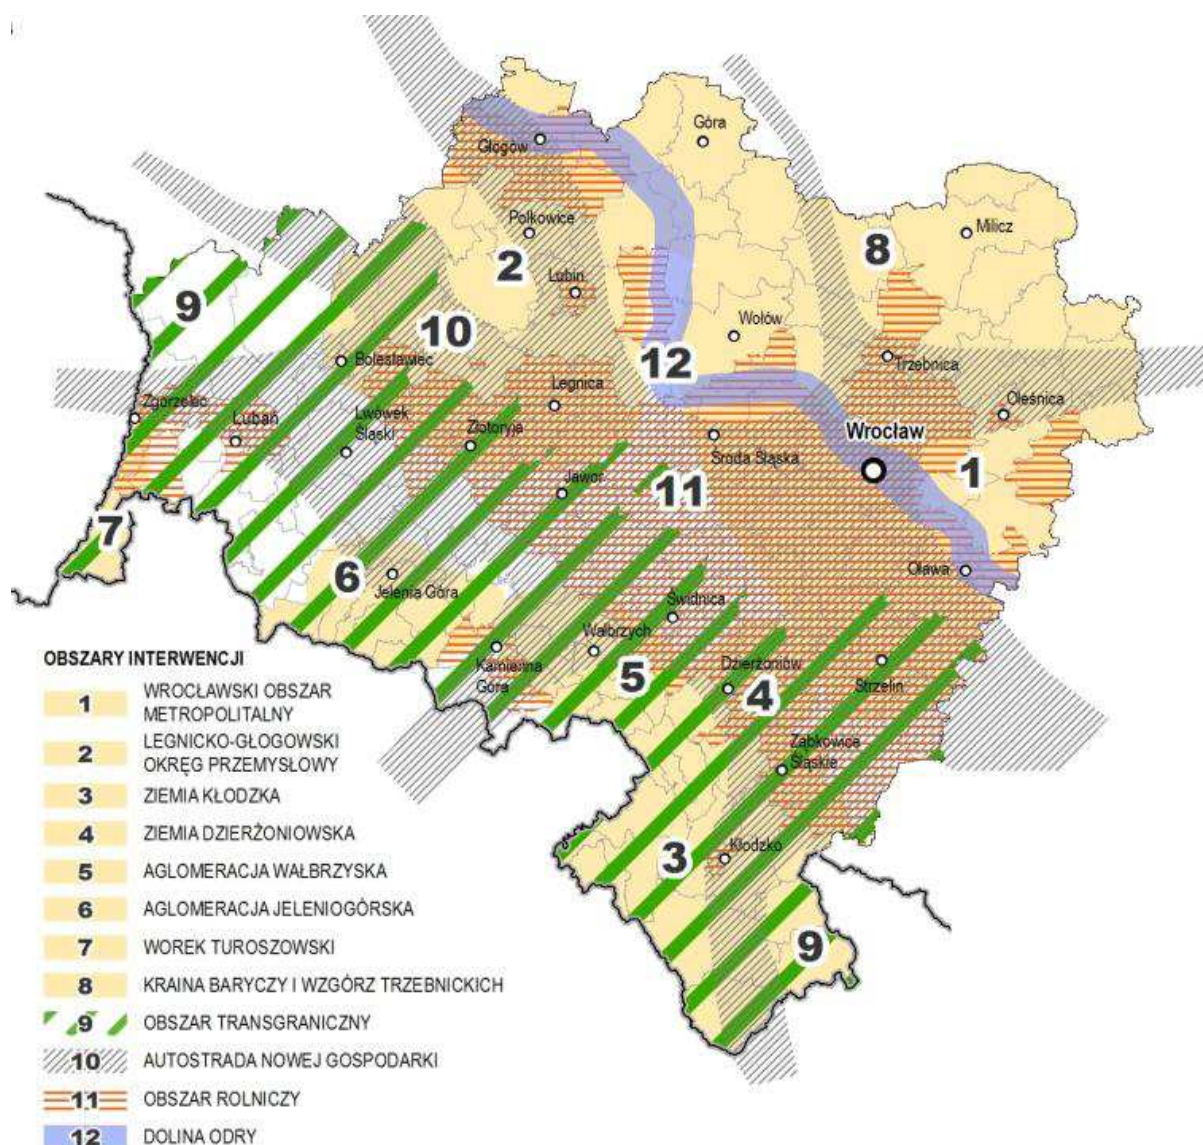 Góra
Głogów
Milicz
Polkowice
2
8
Lubin
9
10
Wołów
12
Bolesławiec
Trzebnica
Legnica
Zgorzelec
Oleśnica
Lubań
Lwówek
Śląski
Złotoryja
Wrocław
Środa Śląska
1
Jawor
11
7
Oława
6
Jelenia Góra
Świdnica
Wałbrzych
Kamienna
Góra
5
Dzierżoniów
4
Strzelin
Ząbkowice
Śląskie
3
Kłodzko
9
OBSZARY INTERWENCJI
1 WROCŁAWSKI OBSZAR
METROPOLITALNY
2 LEGNICKO-GŁOGOWSKI
OKRĘG PRZEMYSŁOWY
3 ZIEMIA KŁODZKA
4 ZIEMIA DZIERŻONIOWSKA
5 AGLOMERACJA WAŁBRZYSKA
6 AGLOMERACJA JELENIOGÓRSKA
7 WOREK TUROSZOWSKI
8 KRAINA BARYCZY I WZGÓRZ TRZEBNICKICH
9 OBSZAR TRANSGRANICZNY
10 AUTOSTRADA NOWEJ GOSPODARKI
11 OBSZAR ROLNICZY
12 DOLINA ODRY